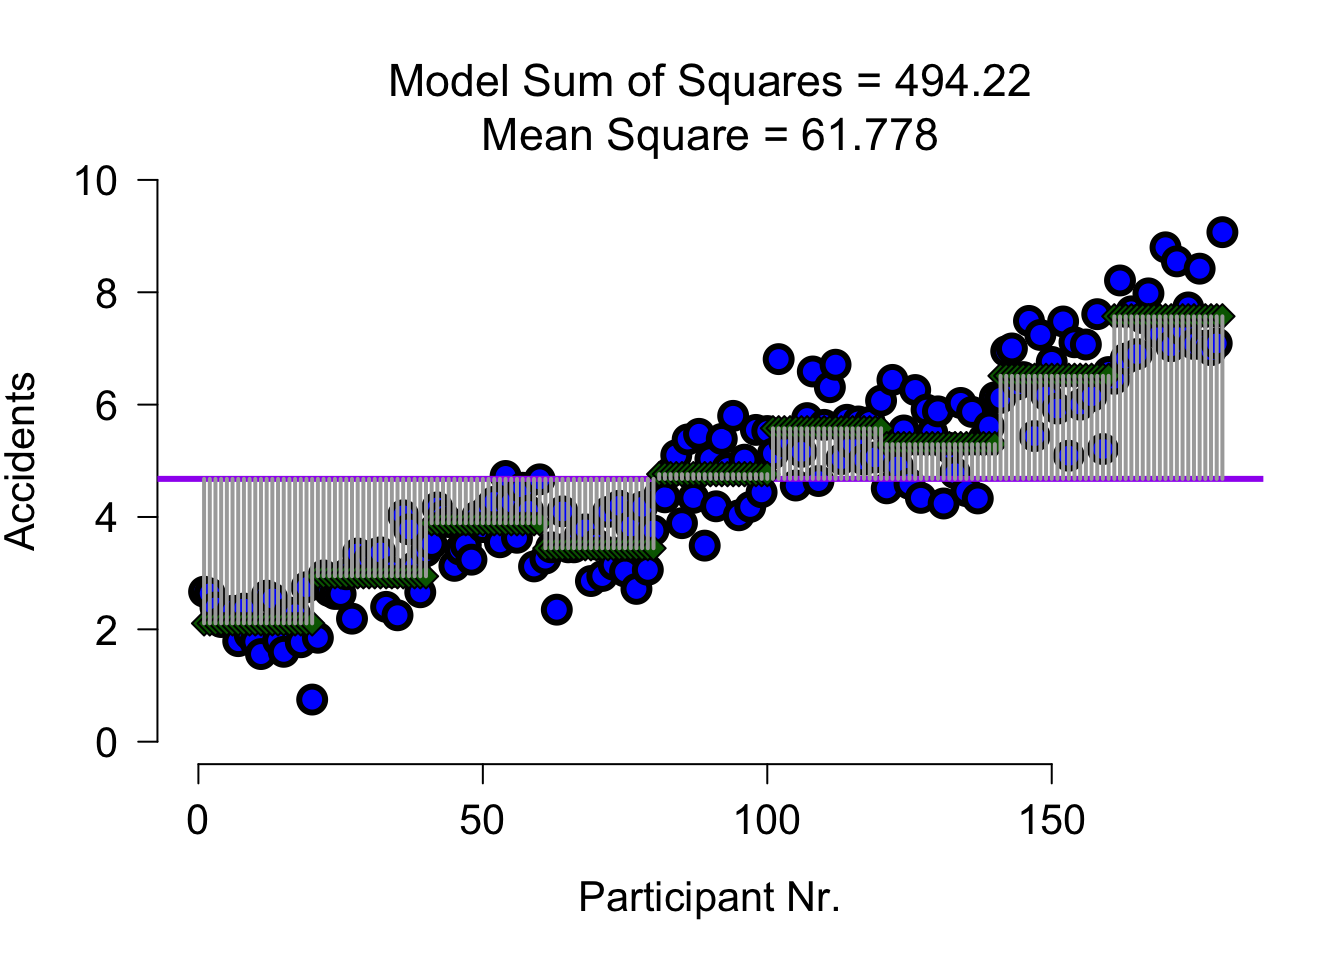 Model Sum of Squares = 494.22
Mean Square = 61.778
10
8
6
4
2
0
Accidents
0 50 100 150
Participant Nr.